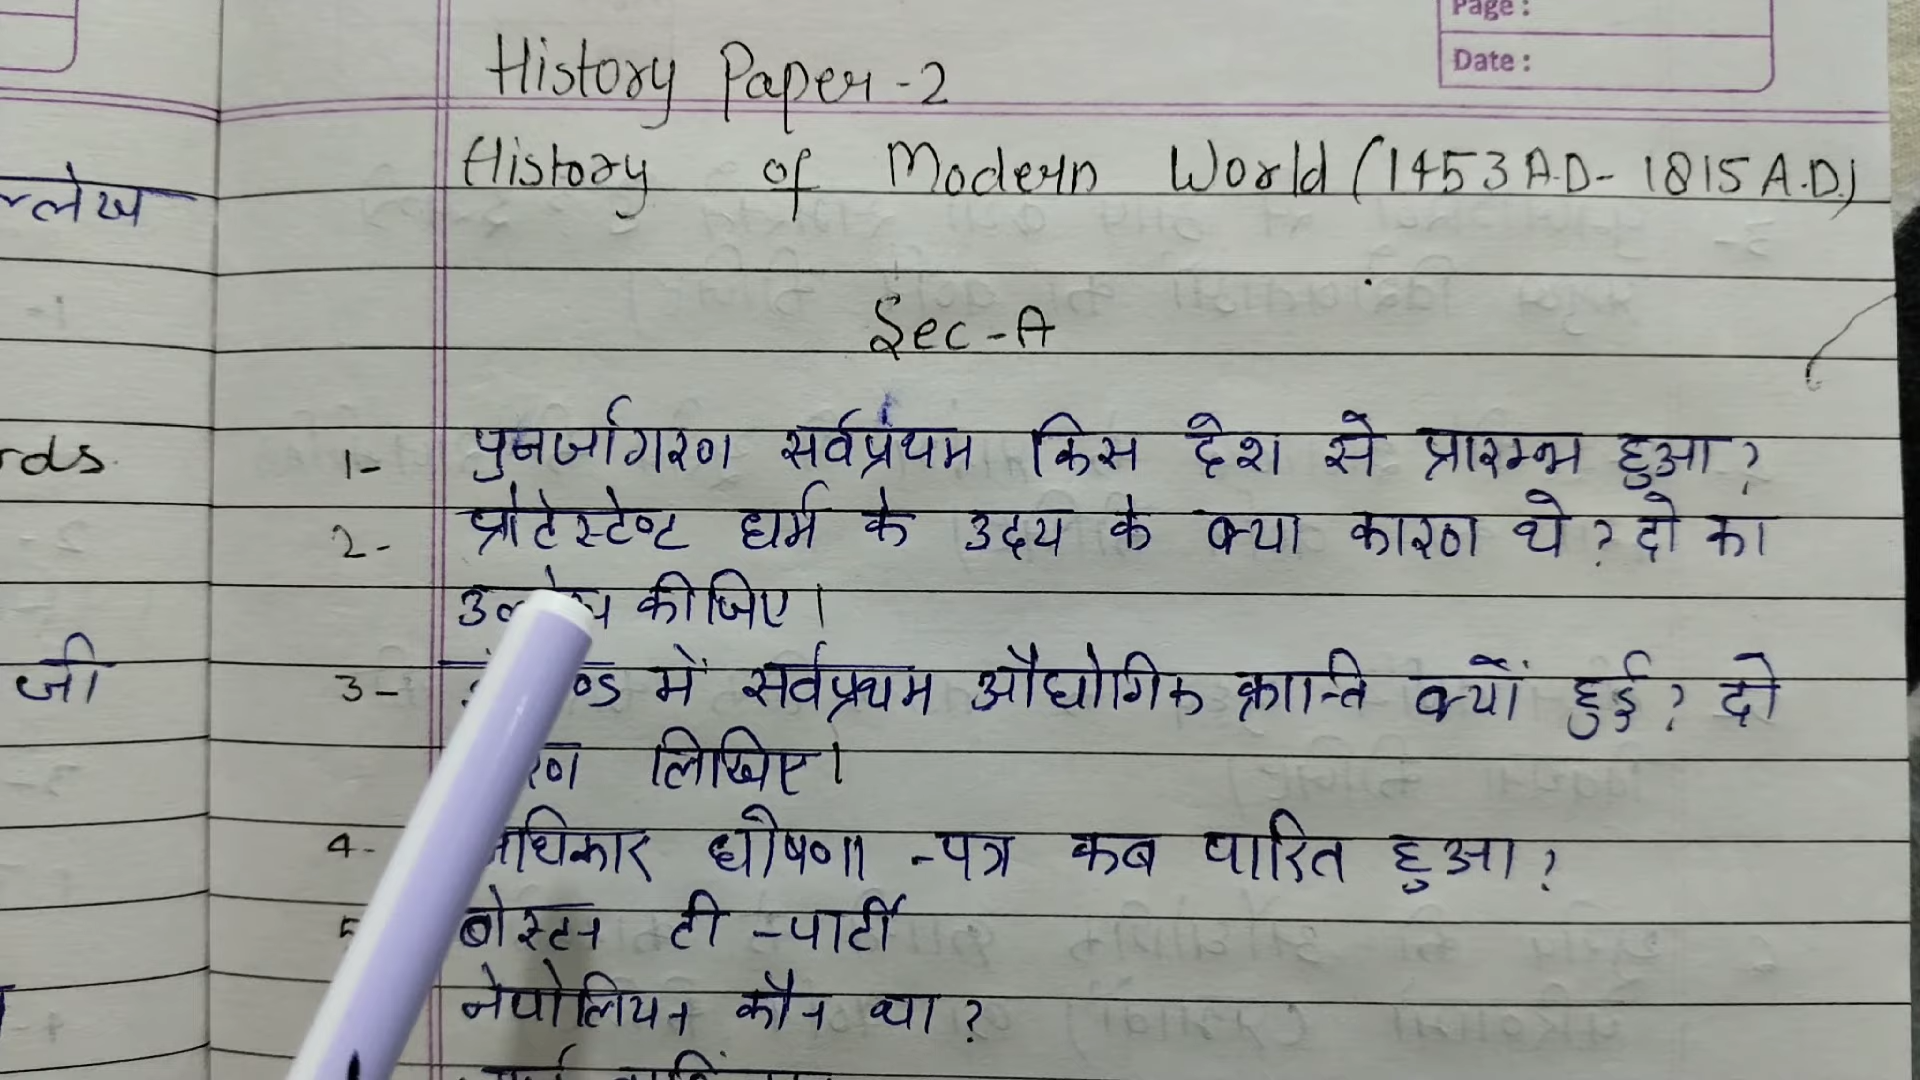 Page :
Date :
History Paper-2
History of Modern World (1453 A.D- 1815 A.D.)
Sec-A
1- पुनर्जागरण सर्वप्रथम किस देश से प्रारम्भ हुआ?
2- प्रोटेस्टेण्ट धर्म के उदय के क्या कारण थे? दो का
कीजिए।
3- में सर्वप्रथम औद्योगिक क्रान्ति क्यों हुई? दो
लिखिए।
4- घोषणा -पत्र कब पारित हुआ?
बोस्टन टी -पार्टी
नेपोलियन कौन था?
जी